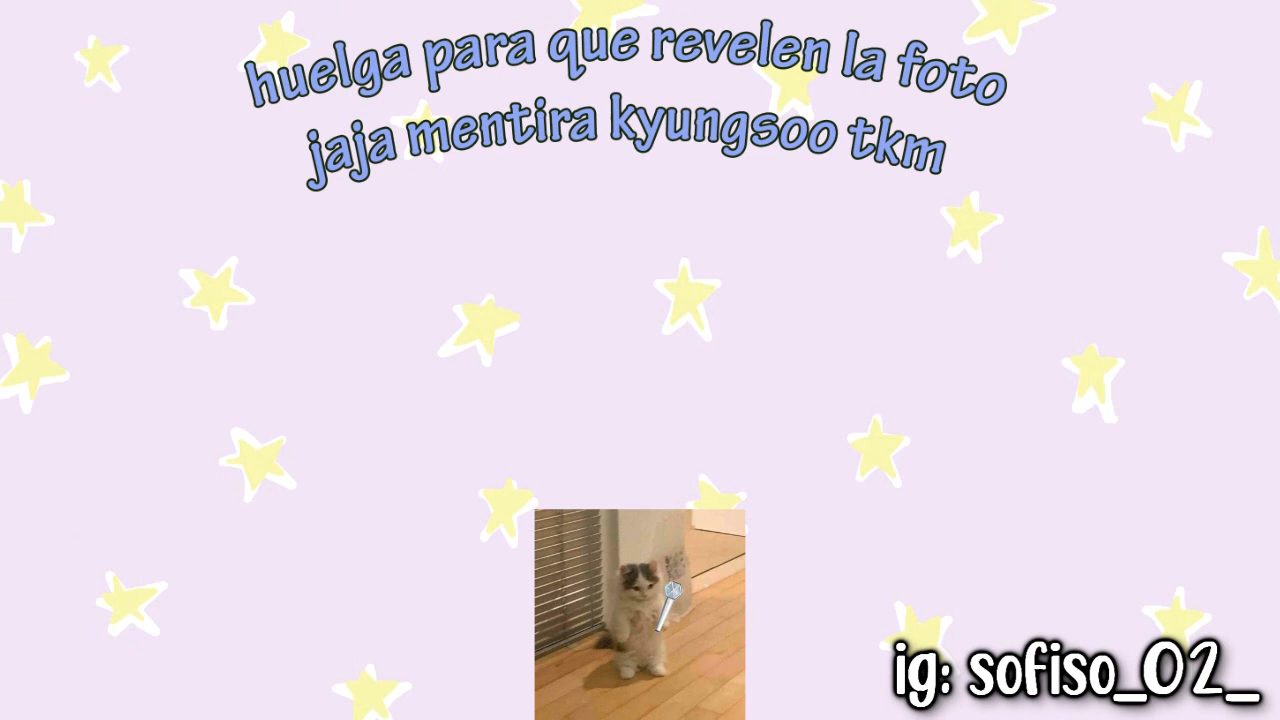 huelga para que revelen la foto
jaja mentira kyungsoo tkm
ig: sofiso_02_